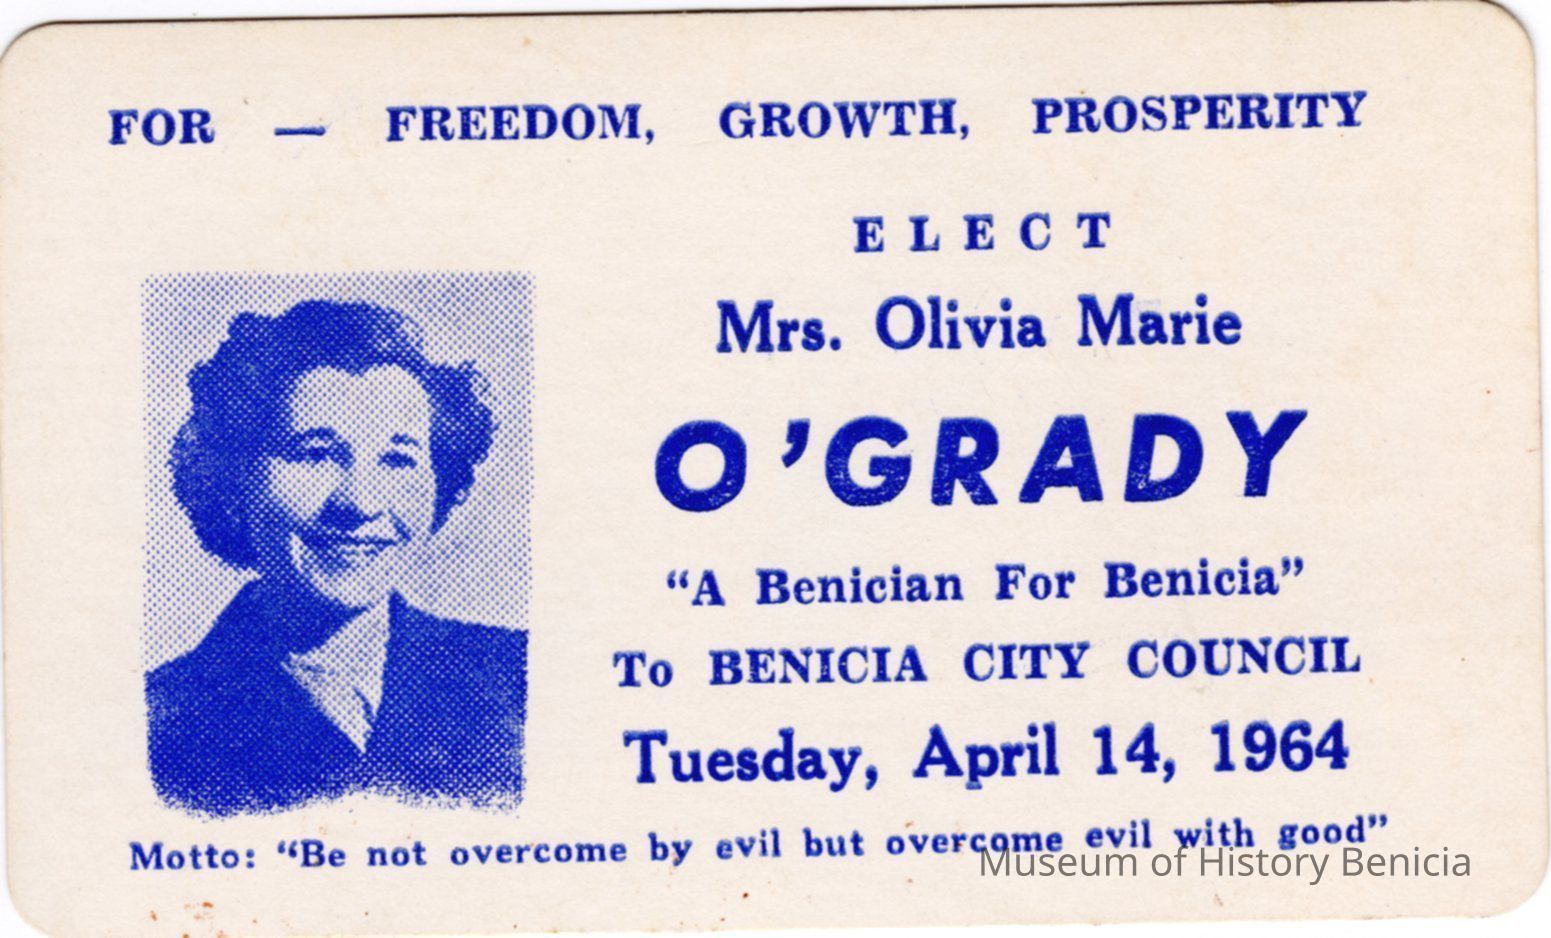 FOR — FREEDOM, GROWTH, PROSPERITY
ELECT
Mrs. Olivia Marie
O'GRADY
“A Benician For Benicia”
To BENICIA CITY COUNCIL
Tuesday, April 14, 1964
Motto: “Be not overcome by evil but overcome evil with good”
Museum of History Benicia